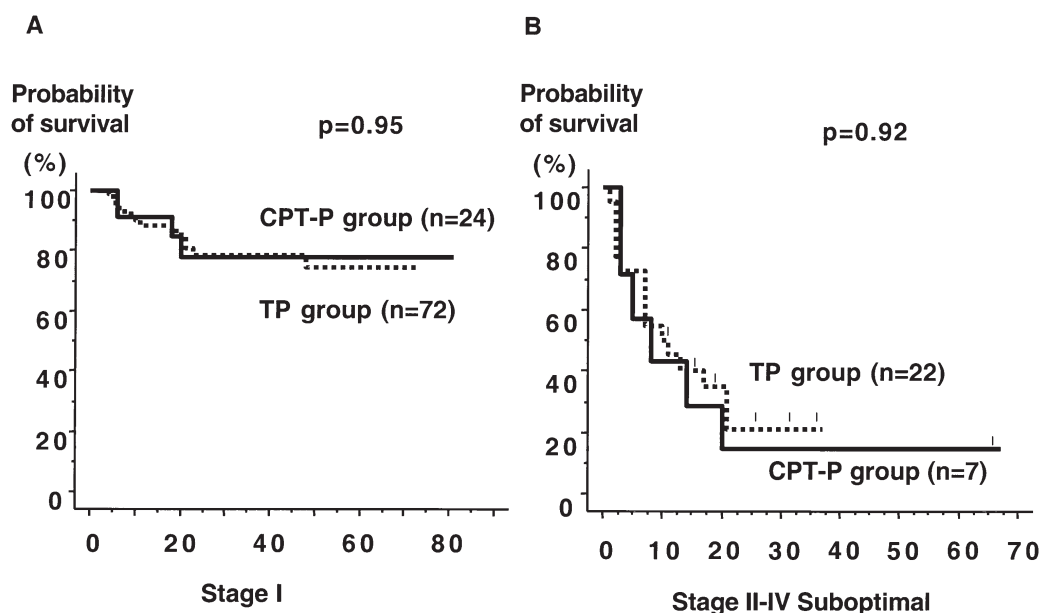 A
Probability
of survival
(%)
p=0.95
100
80
60
40
20
0
CPT-P group (n=24)
TP group (n=72)
0 20 40 60 80
Stage I
B
Probability
of survival
(%)
p=0.92
100
80
60
40
20
0
TP group (n=22)
CPT-P group (n=7)
0 10 20 30 40 50 60 70
Stage II-IV Suboptimal